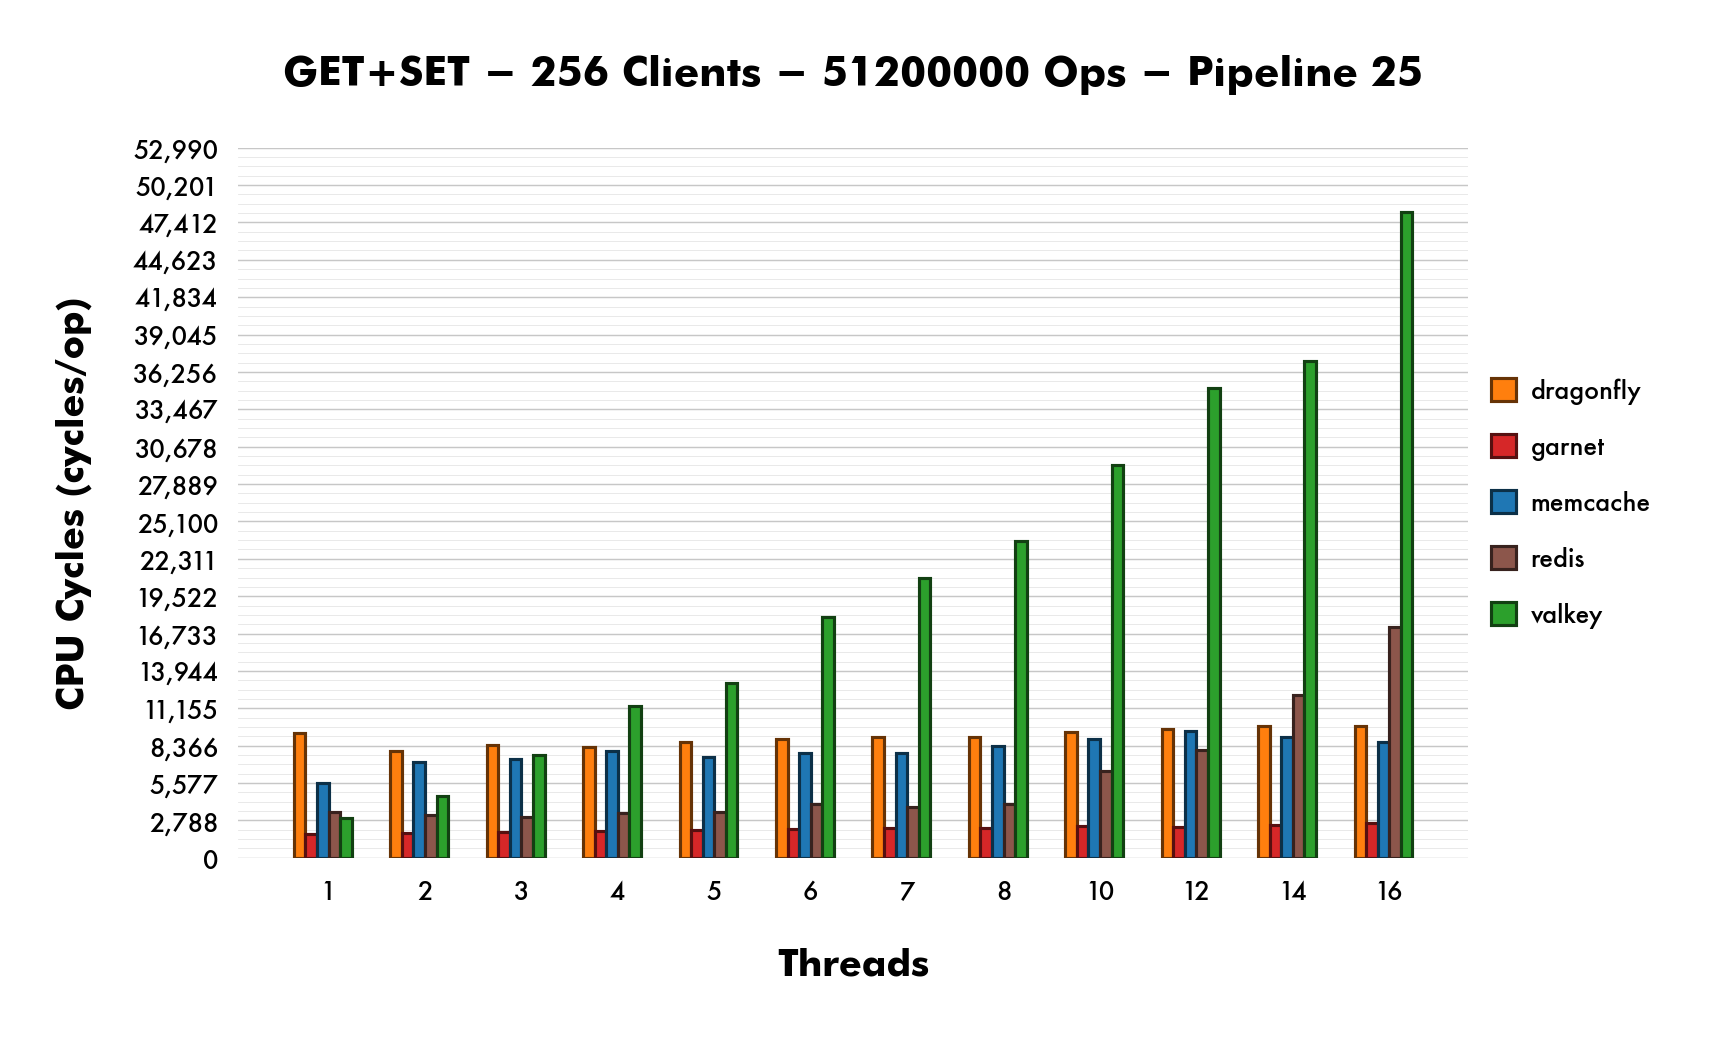 GET+SET – 256 Clients – 51200000 Ops – Pipeline 25
CPU Cycles (cycles/op)
52,990
50,201
47,412
44,623
41,834
39,045
36,256
33,467
30,678
27,889
25,100
22,311
19,522
16,733
13,944
11,155
8,366
5,577
2,788
0
1 2 3 4 5 6 7 8 10 12 14 16
Threads
dragonfly
garnet
memcache
redis
valkey